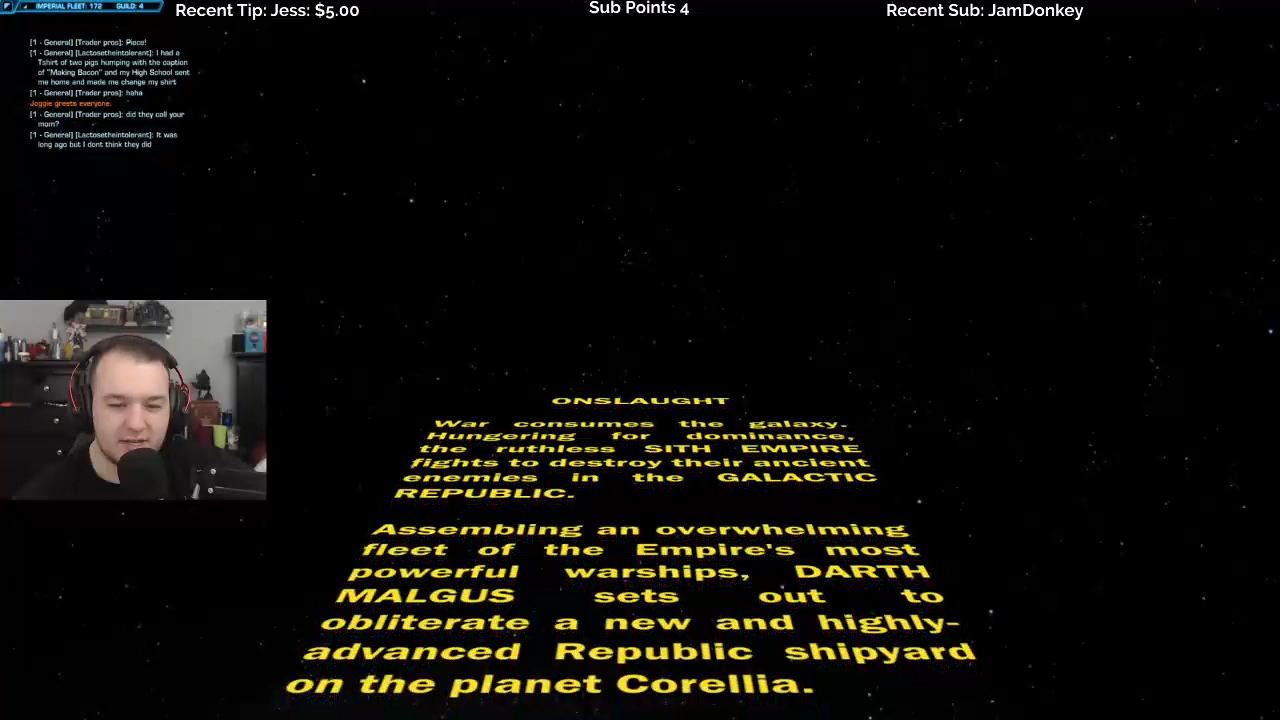 IMPERIAL FLEET: 172 GUILD: 4
Recent Tip: Jess: $5.00
Sub Points 4
Recent Sub: JamDonkey
[1 - General] [Trader pros]: Piece!
[1 - General] [Lactosetheintolerant]: I had a
Tshirt of two pigs humping with the caption
of "Making Bacon" and my High School sent
me home and made me change my shirt
[1 - General] [Trader pros]: haha
Joggie greets everyone.
[1 - General] [Trader pros]: did they call your
mom?
[1 - General] [Lactosetheintolerant]: It was
long ago but I dont think they did
ONSLAUGHT
War consumes the galaxy.
Hungering for dominance,
the ruthless SITH EMPIRE
fights to destroy their ancient
enemies in the GALACTIC
REPUBLIC.
Assembling an overwhelming
fleet of the Empire's most
powerful warships, DARTH
MALGUS sets out to
obliterate a new and highly-
advanced Republic shipyard
on the planet Corellia.